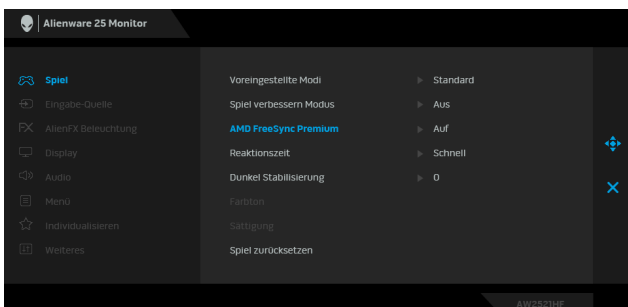 Alienware 25 Monitor
Spiel
Eingabe-Quelle
AlienFX Beleuchtung
Display
Audio
Menü
Individualisieren
Weiteres
Voreingestellte Modi Standard
Spiel verbessern Modus Aus
AMD FreeSync Premium Auf
Reaktionszeit Schnell
Dunkel Stabilisierung 0
Farbton
Sättigung
Spiel zurücksetzen
AW2521HF